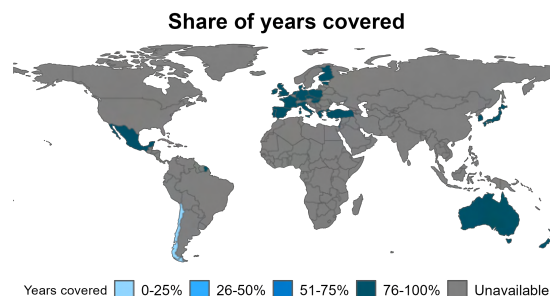 Share of years covered
Years covered 0-25% 26-50% 51-75% 76-100% Unavailable